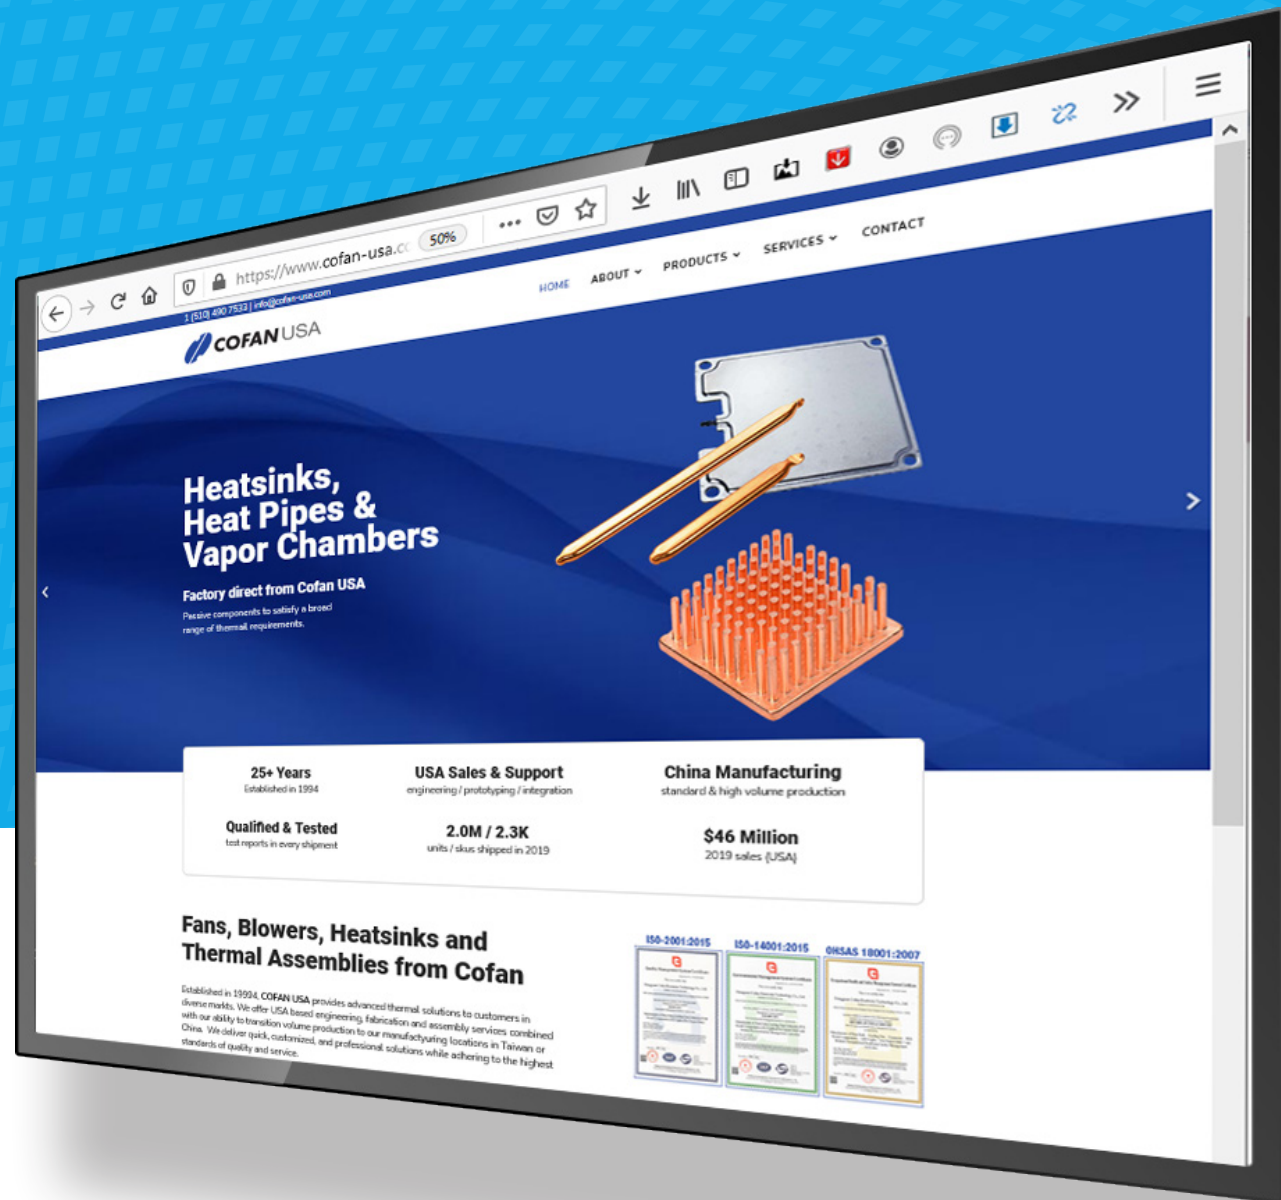 https://www.cofan-usa.cc
50%
1 (510) 490 7533 | info@cofan-usa.com
COFAN USA
HOME ABOUT PRODUCTS SERVICES CONTACT
Heatsinks,
Heat Pipes &
Vapor Chambers
Factory direct from Cofan USA
Passive components to satisfy a broad
range of thermail requirements.
25+ Years
Established in 1994
USA Sales & Support
engineering / prototyping / integration
China Manufacturing
standard & high volume production
Qualified & Tested
test reports in every shipment
2.0M / 2.3K
units / skus shipped in 2019
$46 Million
2019 sales (USA)
Fans, Blowers, Heatsinks and
Thermal Assemblies from Cofan
Established in 19994, COFAN USA provides advanced thermal solutions to customers in
diverse markts. We offer USA based engineering, fabrication and assembly services combined
with our ability to transition volume production to our manufactyuring locations in Taiwan or
China. We deliver quick, customized, and professional solutions while adhering to the highest
standards of quality and service.
ISO-2001:2015
ISO-14001:2015
OHSAS 18001:2007